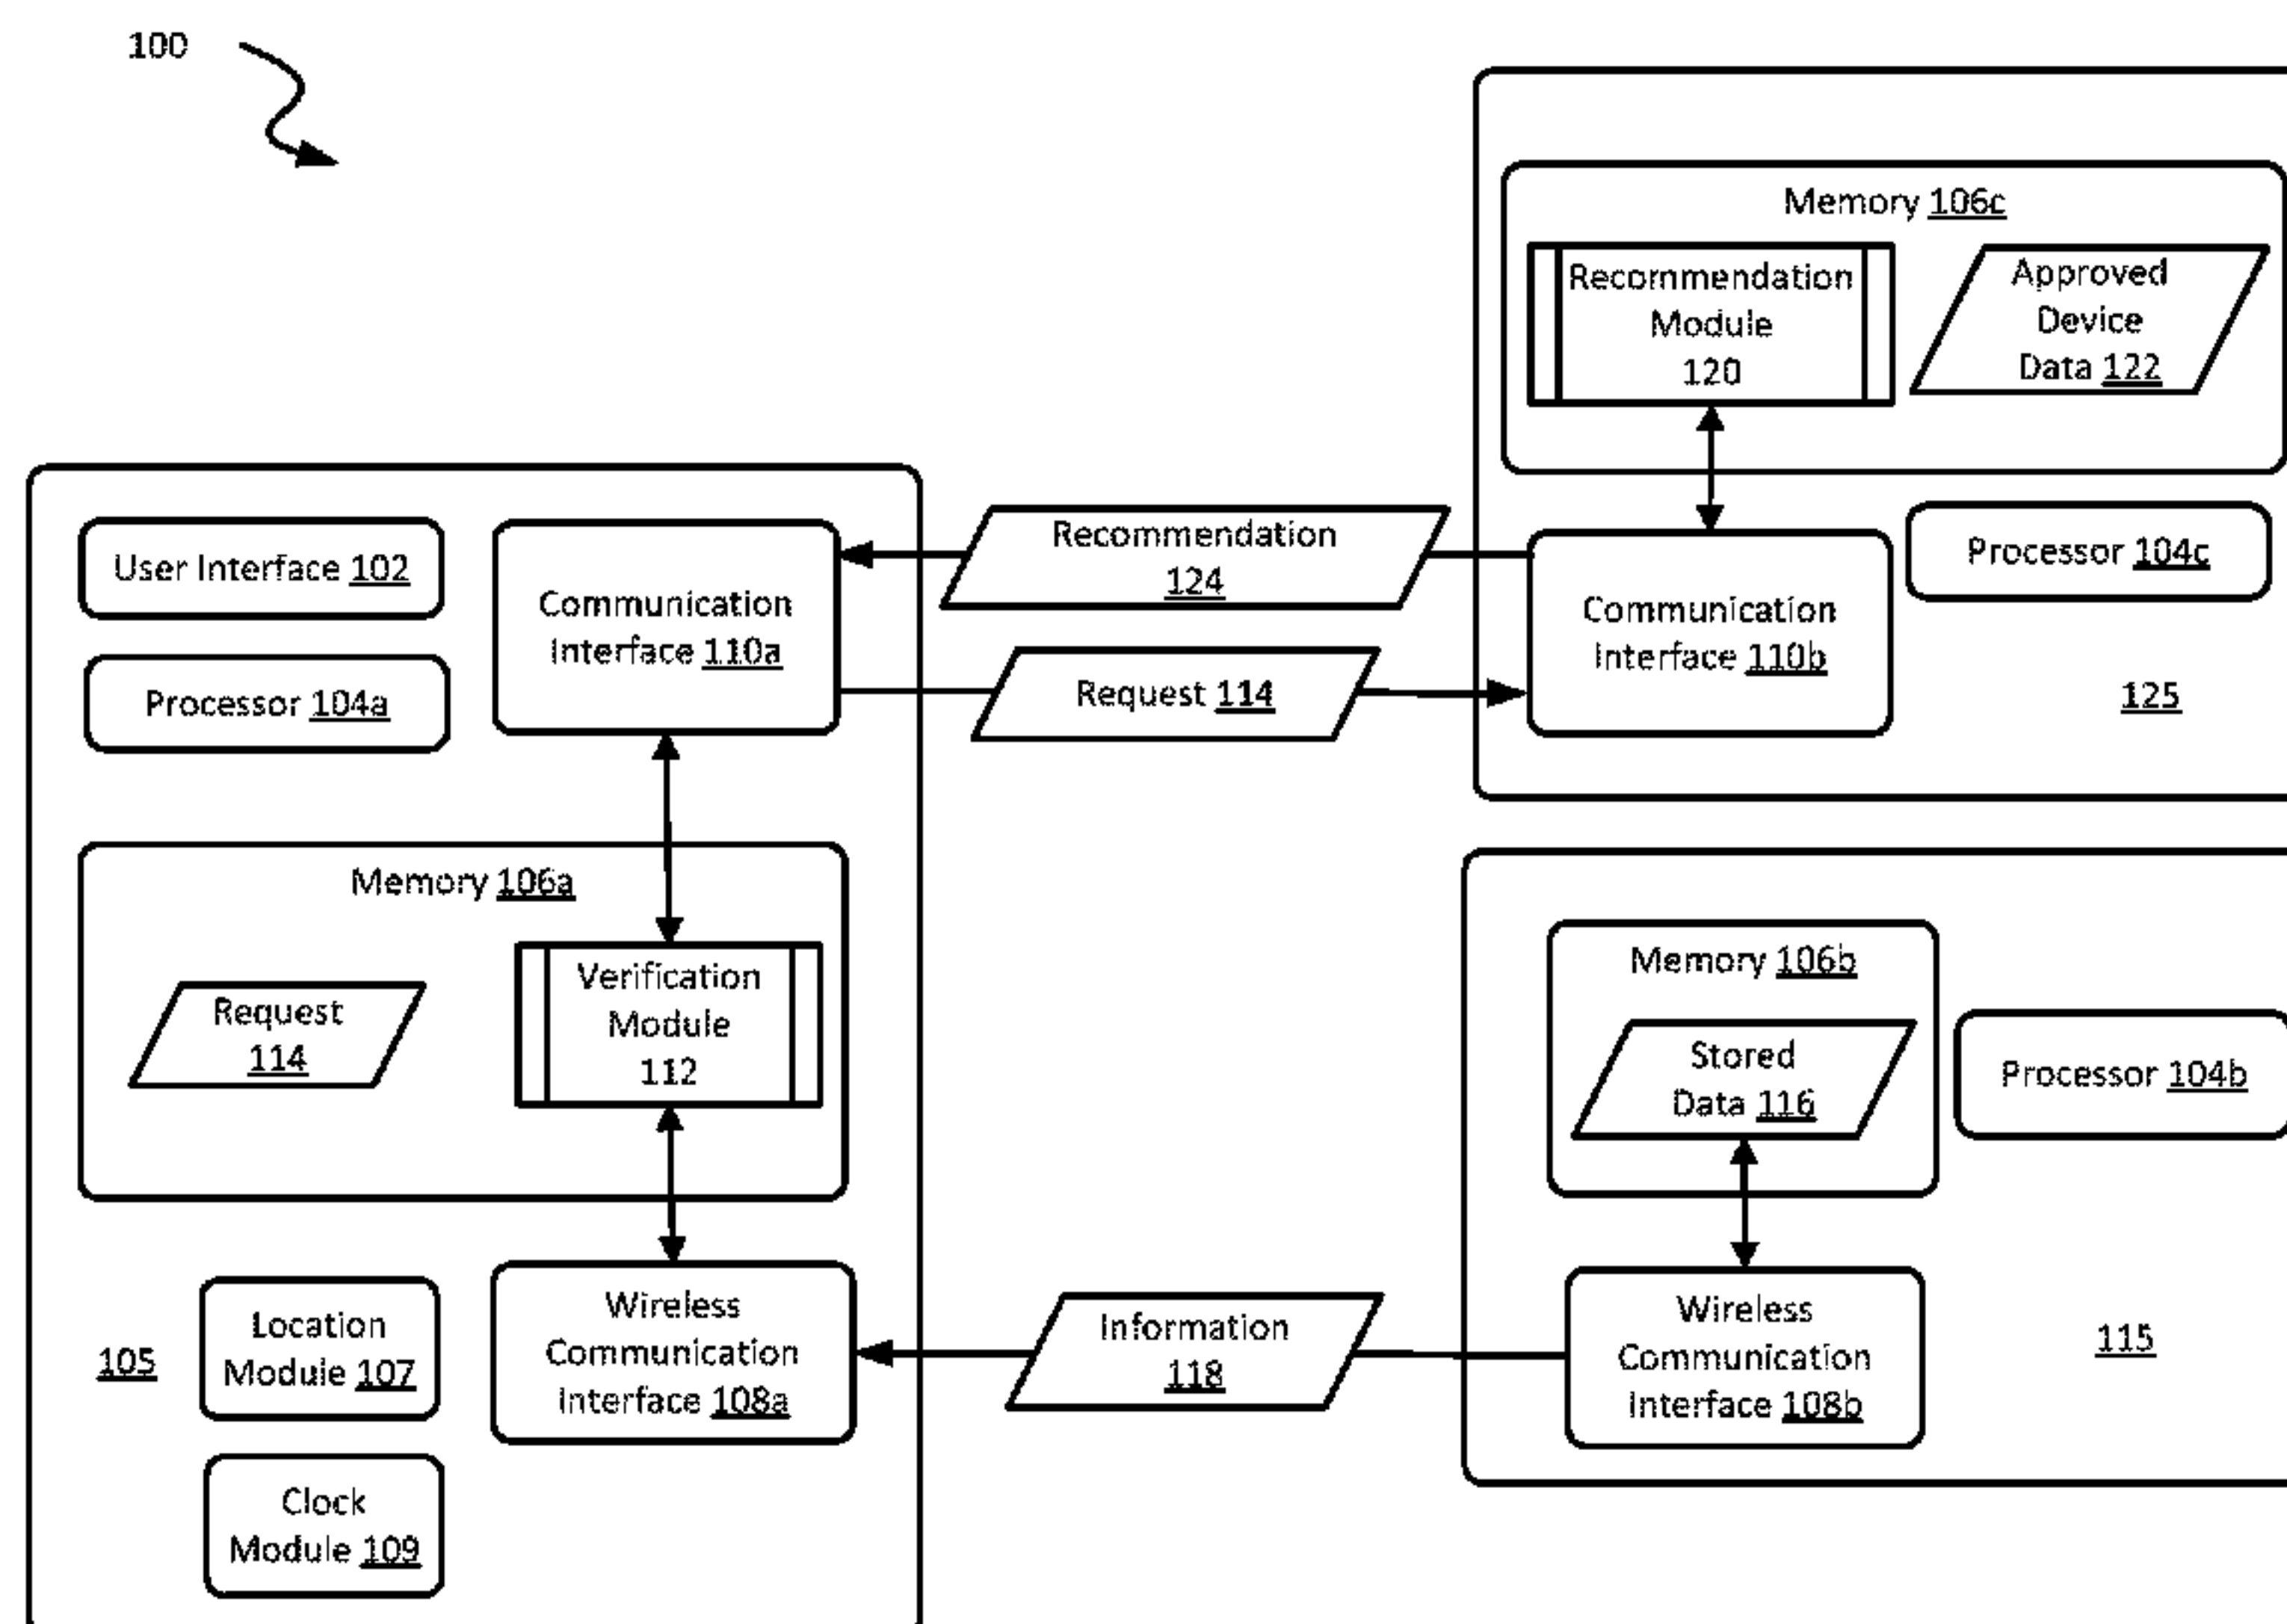 100
Memory 106c
Recommendation
Module
120
Approved
Device
Data 122
Communication
Interface 110b
Processor 104c
125
Recommendation
124
Request 114
User Interface 102
Processor 104a
Communication
Interface 110a
Memory 106a
Request
114
Verification
Module
112
105
Location
Module 107
Clock
Module 109
Wireless
Communication
Interface 108a
Information
118
Memory 106b
Stored
Data 116
Processor 104b
Wireless
Communication
Interface 108b
115